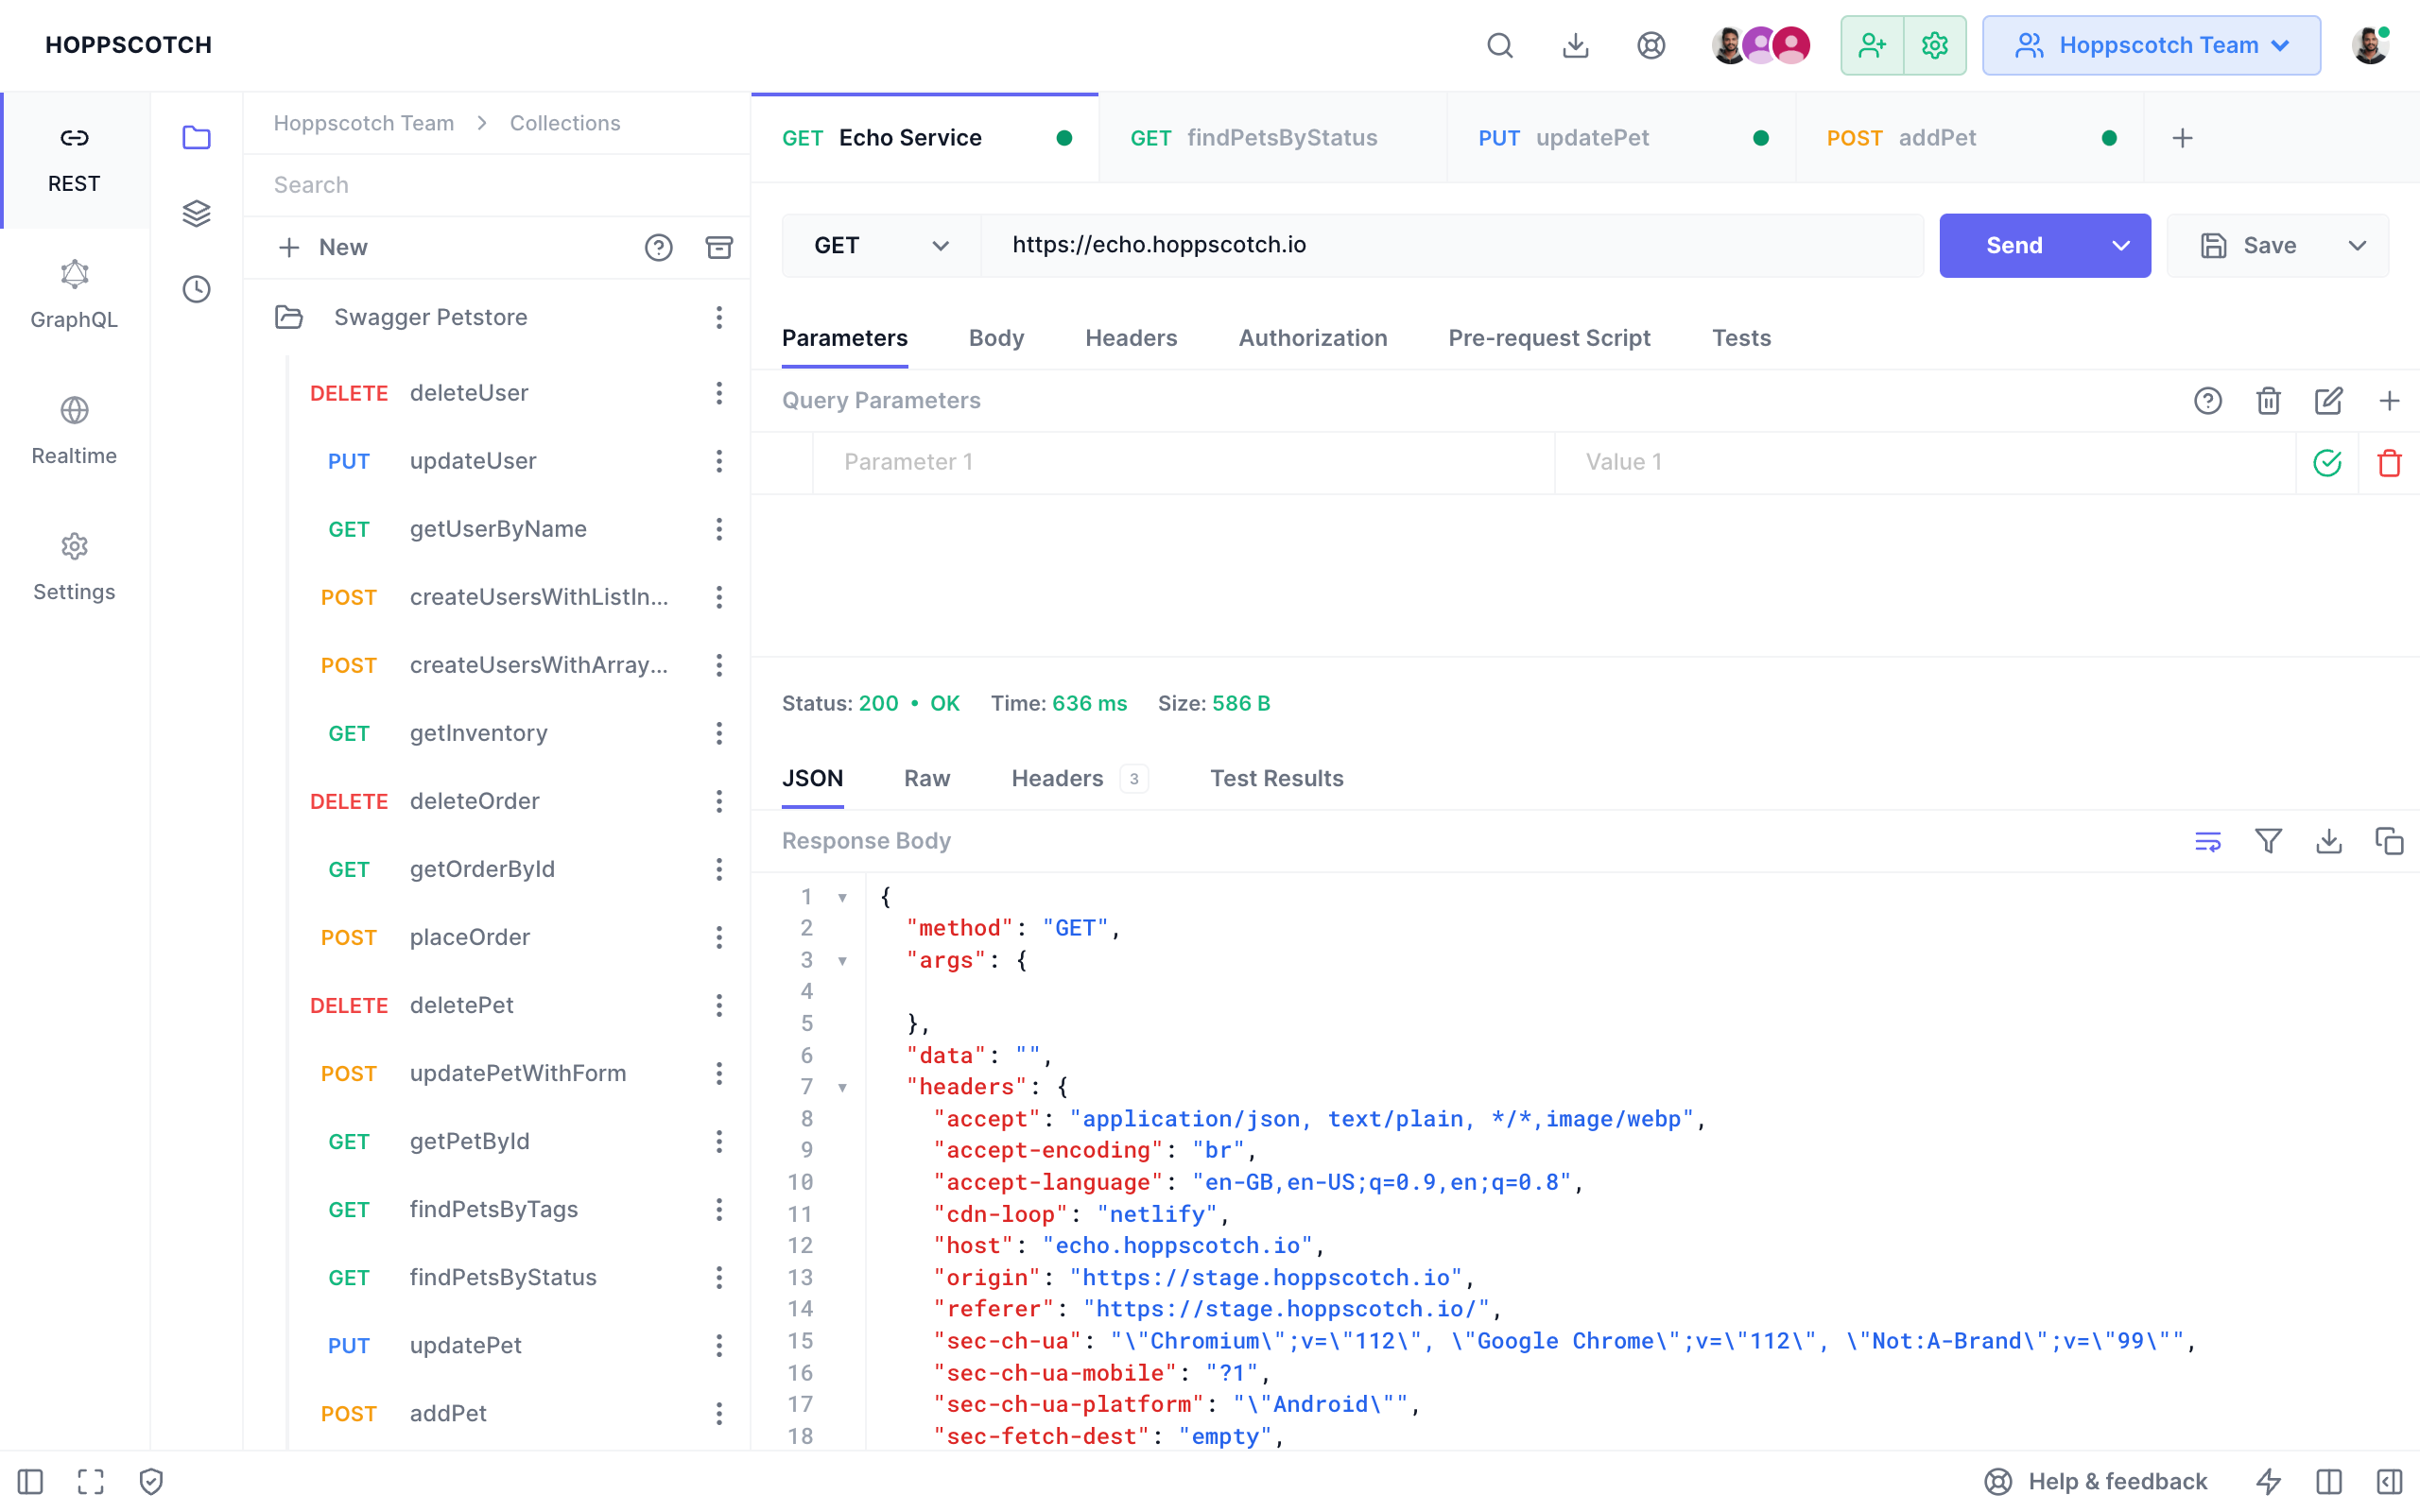 HOPPSCOTCH
Hoppscotch Team
REST
GraphQL
Realtime
Settings
Hoppscotch Team > Collections
Search
New
Swagger Petstore
DELETE deleteUser
PUT updateUser
GET getUserByName
POST createUsersWithListIn...
POST createUsersWithArray...
GET getInventory
DELETE deleteOrder
GET getOrderById
POST placeOrder
DELETE deletePet
POST updatePetWithForm
GET getPetById
GET findPetsByTags
GET findPetsByStatus
PUT updatePet
POST addPet
GET Echo Service
GET findPetsByStatus
PUT updatePet
POST addPet
GET https://echo.hoppscotch.io Send Save
Parameters Body Headers Authorization Pre-request Script Tests
Query Parameters
Parameter 1 Value 1
Status: 200 • OK Time: 636 ms Size: 586 B
JSON Raw Headers 3 Test Results
Response Body
1 {
2 "method": "GET",
3 "args": {
4
5 },
6 "data": "",
7 "headers": {
8 "accept": "application/json, text/plain, */*,image/webp",
9 "accept-encoding": "br",
10 "accept-language": "en-GB,en-US;q=0.9,en;q=0.8",
11 "cdn-loop": "netlify",
12 "host": "echo.hoppscotch.io",
13 "origin": "https://stage.hoppscotch.io",
14 "referer": "https://stage.hoppscotch.io/",
15 "sec-ch-ua": "\"Chromium\";v=\"112\", \"Google Chrome\";v=\"112\", \"Not:A-Brand\";v=\"99\"",
16 "sec-ch-ua-mobile": "?1",
17 "sec-ch-ua-platform": "\"Android\"",
18 "sec-fetch-dest": "empty",
Help & feedback